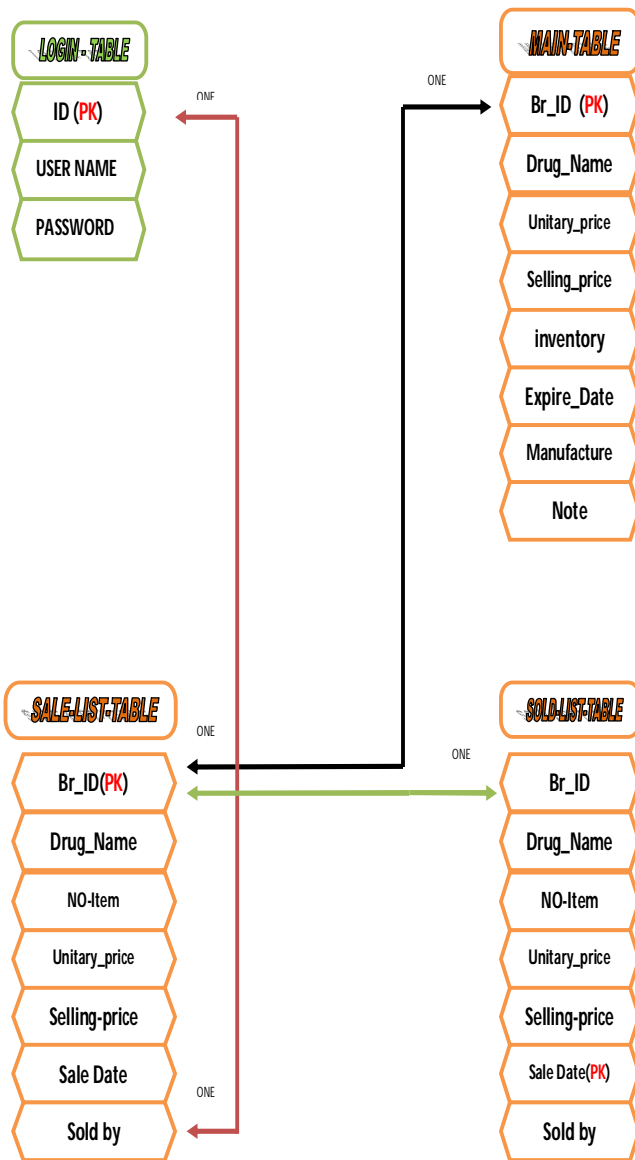 LOGIN - TABLE
ID (PK)
USER NAME
PASSWORD
ONE
ONE
MAIN-TABLE
Br_ID (PK)
Drug_Name
Unitary_price
Selling_price
inventory
Expire_Date
Manufacture
Note
SALE-LIST-TABLE
Br_ID(PK)
Drug_Name
NO-Item
Unitary_price
Selling-price
Sale Date
Sold by
ONE
ONE
ONE
SOLD-LIST-TABLE
Br_ID
Drug_Name
NO-Item
Unitary_price
Selling-price
Sale Date(PK)
Sold by